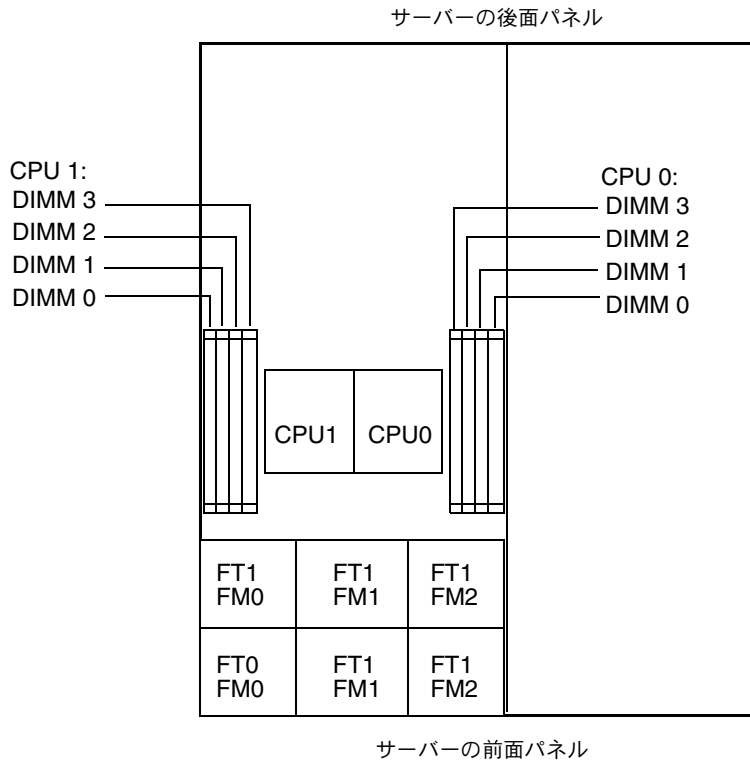 サーバーの後面パネル
CPU 1:
DIMM 3
DIMM 2
DIMM 1
DIMM 0
CPU 0:
DIMM 3
DIMM 2
DIMM 1
DIMM 0
CPU1
CPU0
FT1
FM0
FT1
FM1
FT1
FM2
FT0
FM0
FT1
FM1
FT1
FM2
サーバーの前面パネル